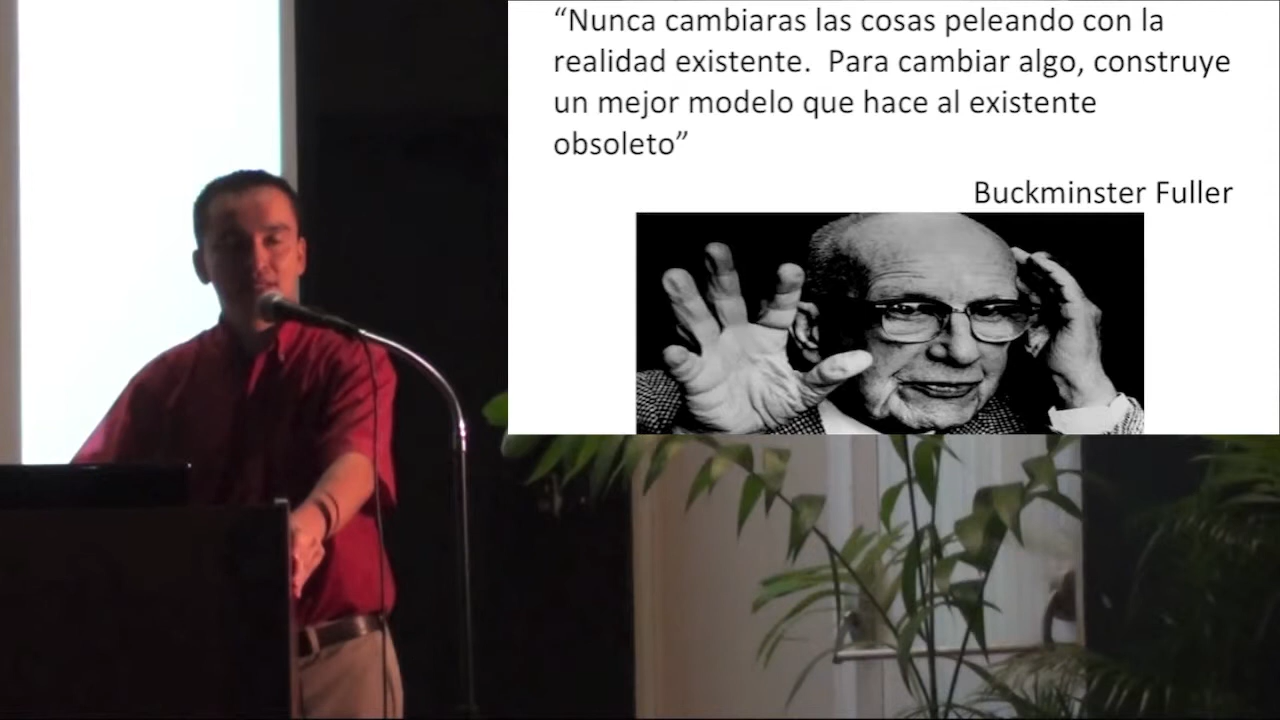 “Nunca cambiaras las cosas peleando con la
realidad existente.  Para cambiar algo, construye
un mejor modelo que hace al existente
obsoleto”
Buckminster Fuller